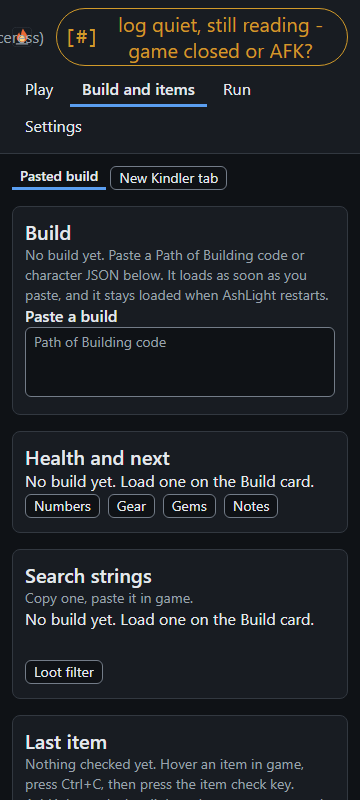 [#] log quiet, still reading -
game closed or AFK?
Play Build and items Run
Settings
Pasted build New Kindler tab
Build
No build yet. Paste a Path of Building code or
character JSON below. It loads as soon as you
paste, and it stays loaded when AshLight restarts.
Paste a build
Path of Building code
Health and next
No build yet. Load one on the Build card.
Numbers Gear Gems Notes
Search strings
Copy one, paste it in game.
No build yet. Load one on the Build card.
Loot filter
Last item
Nothing checked yet. Hover an item in game,
press Ctrl+C, then press the item check key.